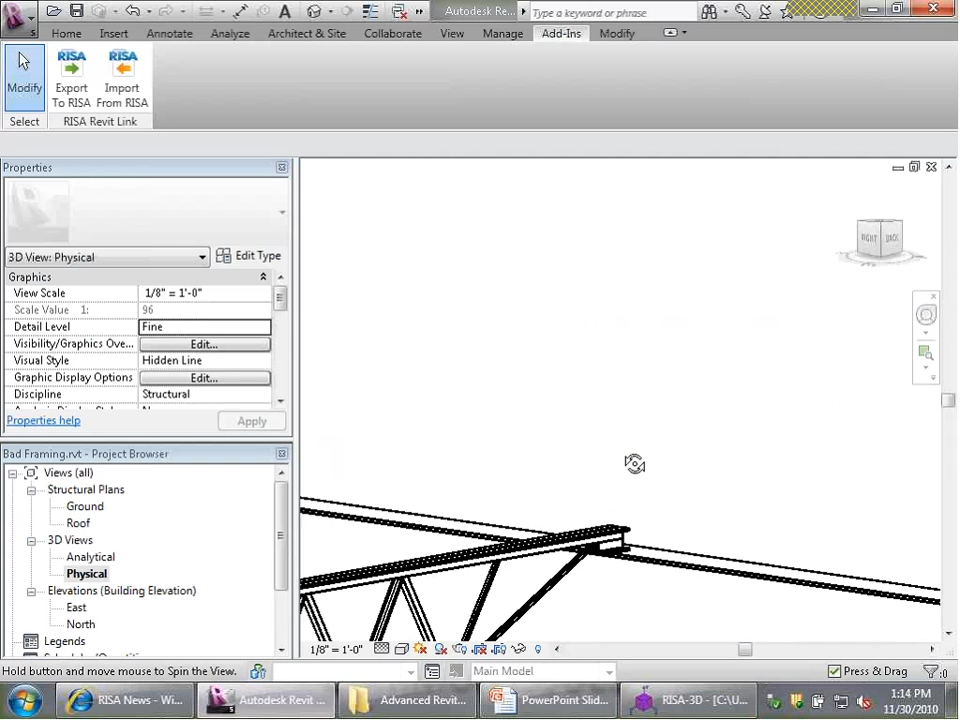 Autodesk Re...
Type a keyword or phrase
Home Insert Annotate Analyze Architect & Site Collaborate View Manage Add-Ins Modify
Modify
Export To RISA
Import From RISA
Select
RISA Revit Link
Properties
3D View: Physical
Edit Type
Graphics
View Scale 1/8" = 1'-0"
Scale Value 1: 96
Detail Level Fine
Visibility/Graphics Ove... Edit...
Visual Style Hidden Line
Graphic Display Options Edit...
Discipline Structural
Properties help
Apply
Bad Framing.rvt - Project Browser
Views (all)
Structural Plans
Ground
Roof
3D Views
Analytical
Physical
Elevations (Building Elevation)
East
North
Legends
RIGHT BACK
1/8" = 1'-0"
Hold button and move mouse to Spin the View.
Main Model
Press & Drag
:0
RISA News - Wi...
Autodesk Revit ...
Advanced Revit...
PowerPoint Slid...
RISA-3D - [C:\U...
1:14 PM
11/30/2010